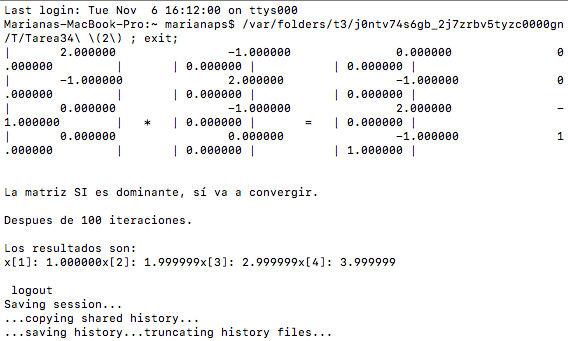 Last login: Tue Nov  6 16:12:00 on ttys000
Marianas-MacBook-Pro:~ marianaps$ /var/folders/t3/j0ntv74s6gb_2j7zrbv5tyzc0000gn
/T/Tarea34\ \(2\) ; exit;
|       2.000000               -1.000000               0.000000               0
.000000         |       | 0.000000 |           | 0.000000 |
|       -1.000000              2.000000                -1.000000              0
.000000         |       | 0.000000 |           | 0.000000 |
|       0.000000               -1.000000               2.000000               -
1.000000        |   *   | 0.000000 |       =   | 0.000000 |
|       0.000000               0.000000                -1.000000              1
.000000         |       | 0.000000 |           | 1.000000 |
La matriz SI es dominante, sí va a convergir.
Despues de 100 iteraciones.
Los resultados son:
x[1]: 1.000000x[2]: 1.999999x[3]: 2.999999x[4]: 3.999999
logout
Saving session...
...copying shared history...
...saving history...truncating history files...